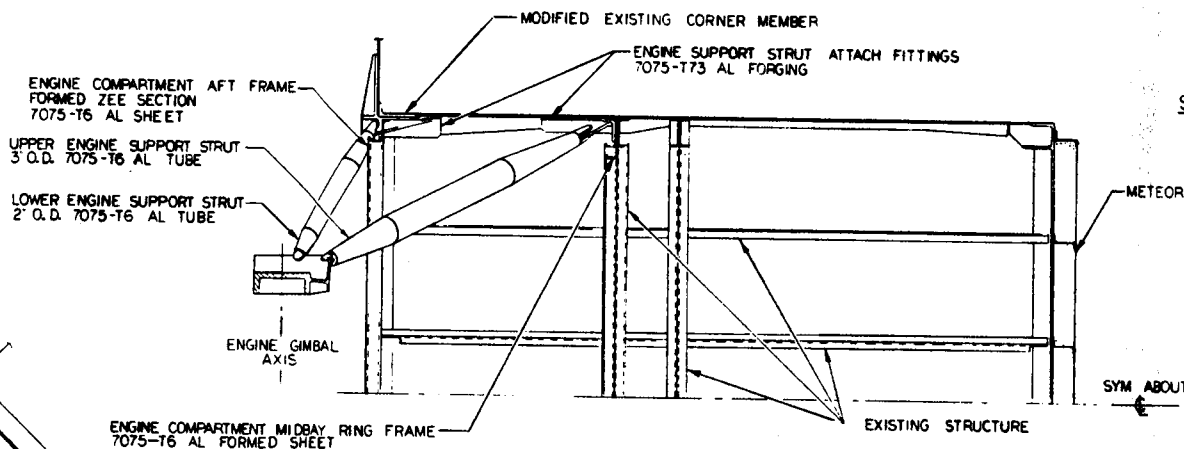 MODIFIED EXISTING CORNER MEMBER
ENGINE SUPPORT STRUT ATTACH FITTINGS
7075-T73 AL FORGING
ENGINE COMPARTMENT AFT FRAME
FORMED ZEE SECTION
7075-T6 AL SHEET
UPPER ENGINE SUPPORT STRUT
3" O.D. 7075-T6 AL TUBE
LOWER ENGINE SUPPORT STRUT
2" O.D. 7075-T6 AL TUBE
METEOR
ENGINE GIMBAL
AXIS
SYM ABOUT
ENGINE COMPARTMENT MIDBAY RING FRAME
7075-T6 AL FORMED SHEET
EXISTING STRUCTURE